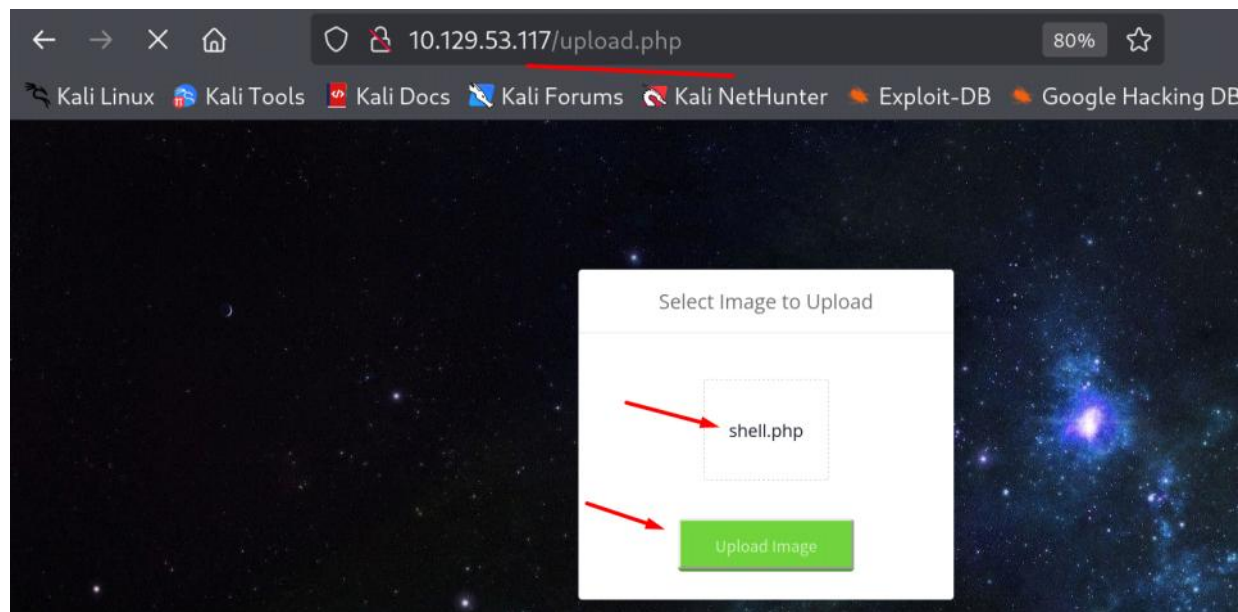 10.129.53.117/upload.php 80%
Kali Linux Kali Tools Kali Docs Kali Forums Kali NetHunter Exploit-DB Google Hacking DB
Select Image to Upload
shell.php
Upload Image